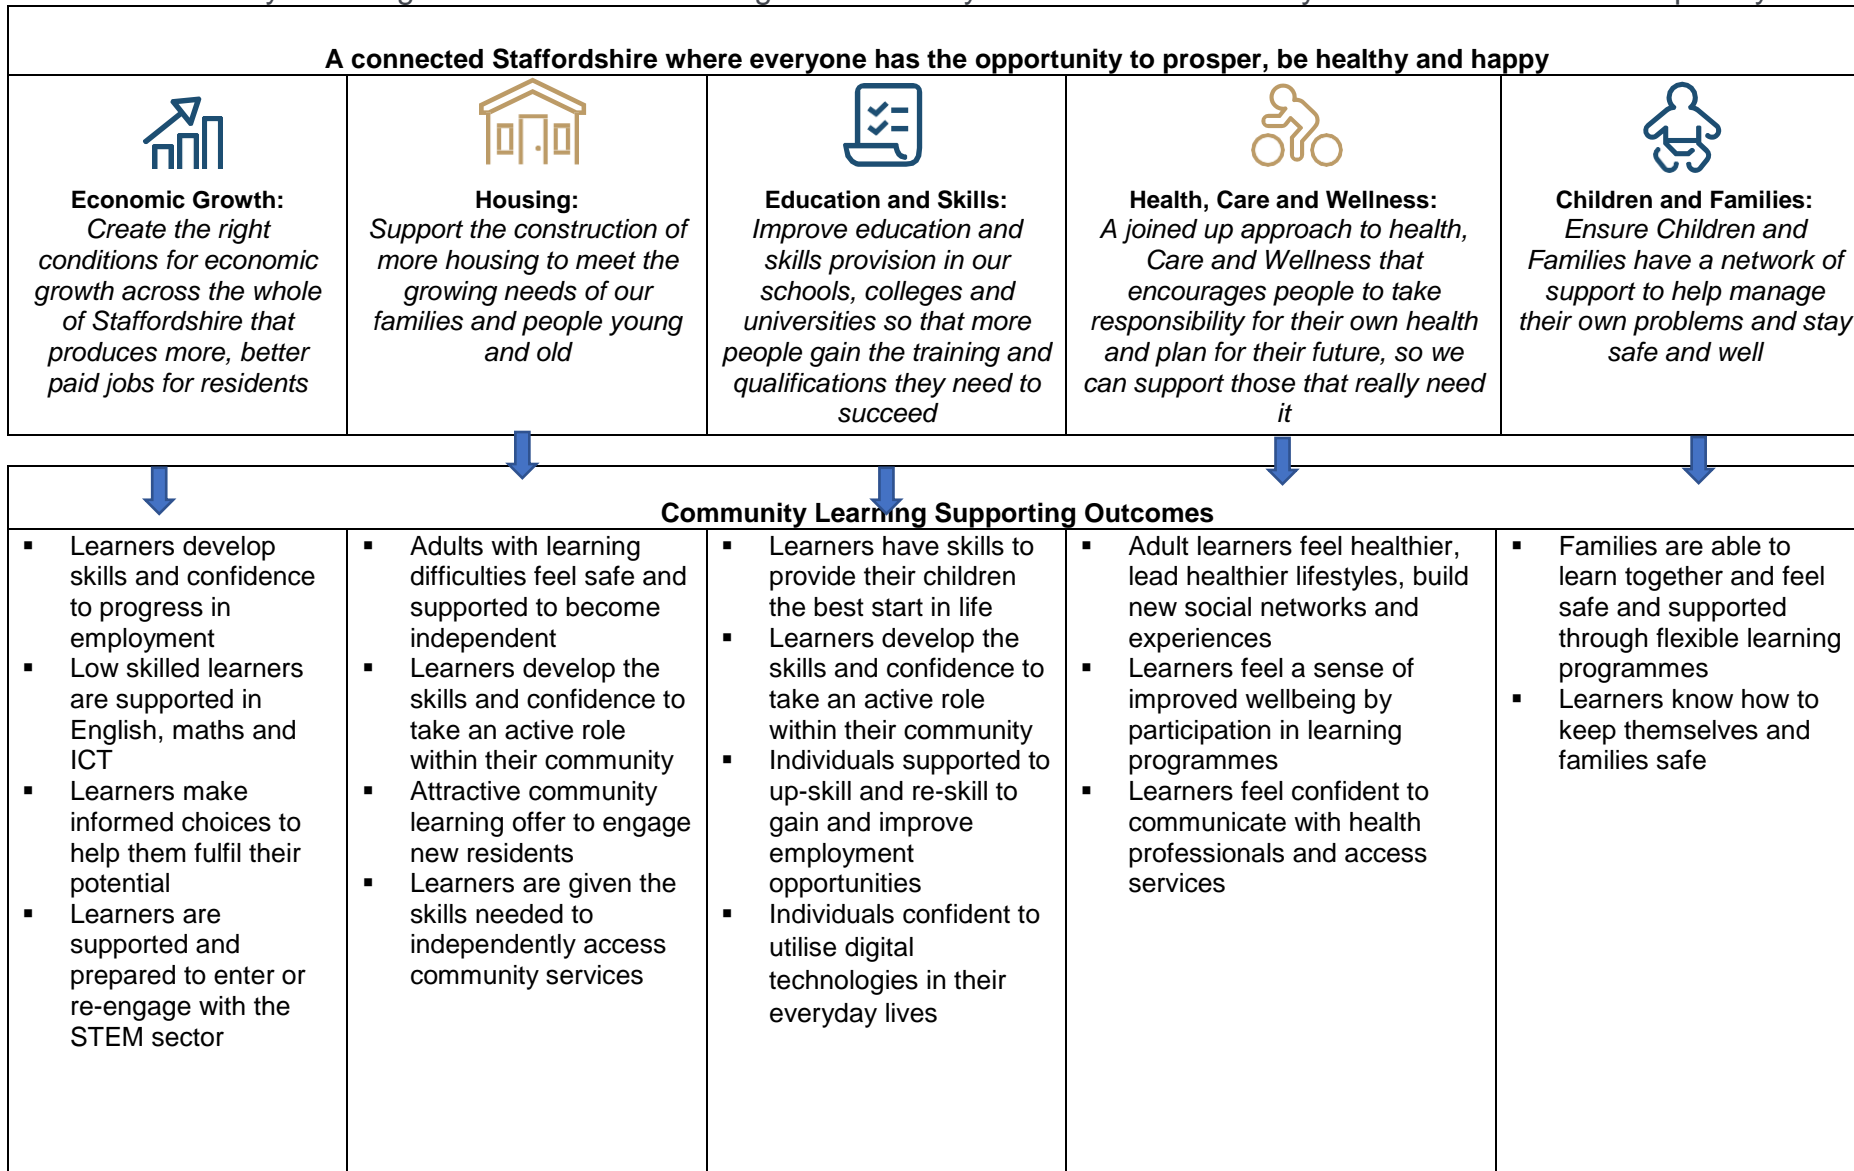 A connected Staffordshire where everyone has the opportunity to prosper, be healthy and happy
Economic Growth:
Create the right
conditions for economic
growth across the whole
of Staffordshire that
produces more, better
paid jobs for residents
Housing:
Support the construction of
more housing to meet the
growing needs of our
families and people young
and old
Education and Skills:
Improve education and
skills provision in our
schools, colleges and
universities so that more
people gain the training and
qualifications they need to
succeed
Health, Care and Wellness:
A joined up approach to health,
Care and Wellness that
encourages people to take
responsibility for their own health
and plan for their future, so we
can support those that really need
it
Children and Families:
Ensure Children and
Families have a network of
support to help manage
their own problems and stay
safe and well
Community Learning Supporting Outcomes
▪ Learners develop
skills and confidence
to progress in
employment
▪ Low skilled learners
are supported in
English, maths and
ICT
▪ Learners make
informed choices to
help them fulfil their
potential
▪ Learners are
supported and
prepared to enter or
re-engage with the
STEM sector
▪ Adults with learning
difficulties feel safe and
supported to become
independent
▪ Learners develop the
skills and confidence to
take an active role
within their community
▪ Attractive community
learning offer to engage
new residents
▪ Learners are given the
skills needed to
independently access
community services
▪ Learners have skills to
provide their children
the best start in life
▪ Learners develop the
skills and confidence to
take an active role
within their community
▪ Individuals supported to
up-skill and re-skill to
gain and improve
employment
opportunities
▪ Individuals confident to
utilise digital
technologies in their
everyday lives
▪ Adult learners feel healthier,
lead healthier lifestyles, build
new social networks and
experiences
▪ Learners feel a sense of
improved wellbeing by
participation in learning
programmes
▪ Learners feel confident to
communicate with health
professionals and access
services
▪ Families are able to
learn together and feel
safe and supported
through flexible learning
programmes
▪ Learners know how to
keep themselves and
families safe